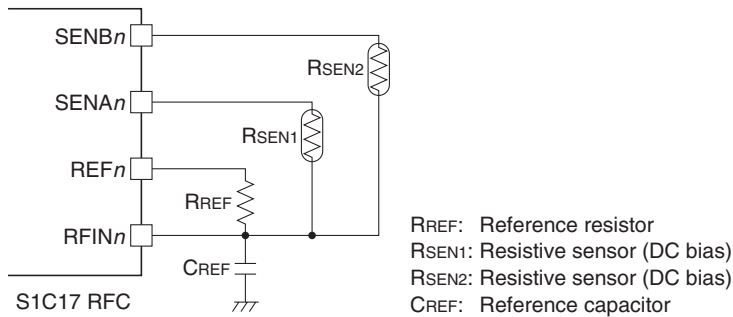 SENBn
RSEN2
SENAn
RSEN1
REFn
RREF
RFINn
CREF
S1C17 RFC
RREF: Reference resistor
RSEN1: Resistive sensor (DC bias)
RSEN2: Resistive sensor (DC bias)
CREF: Reference capacitor